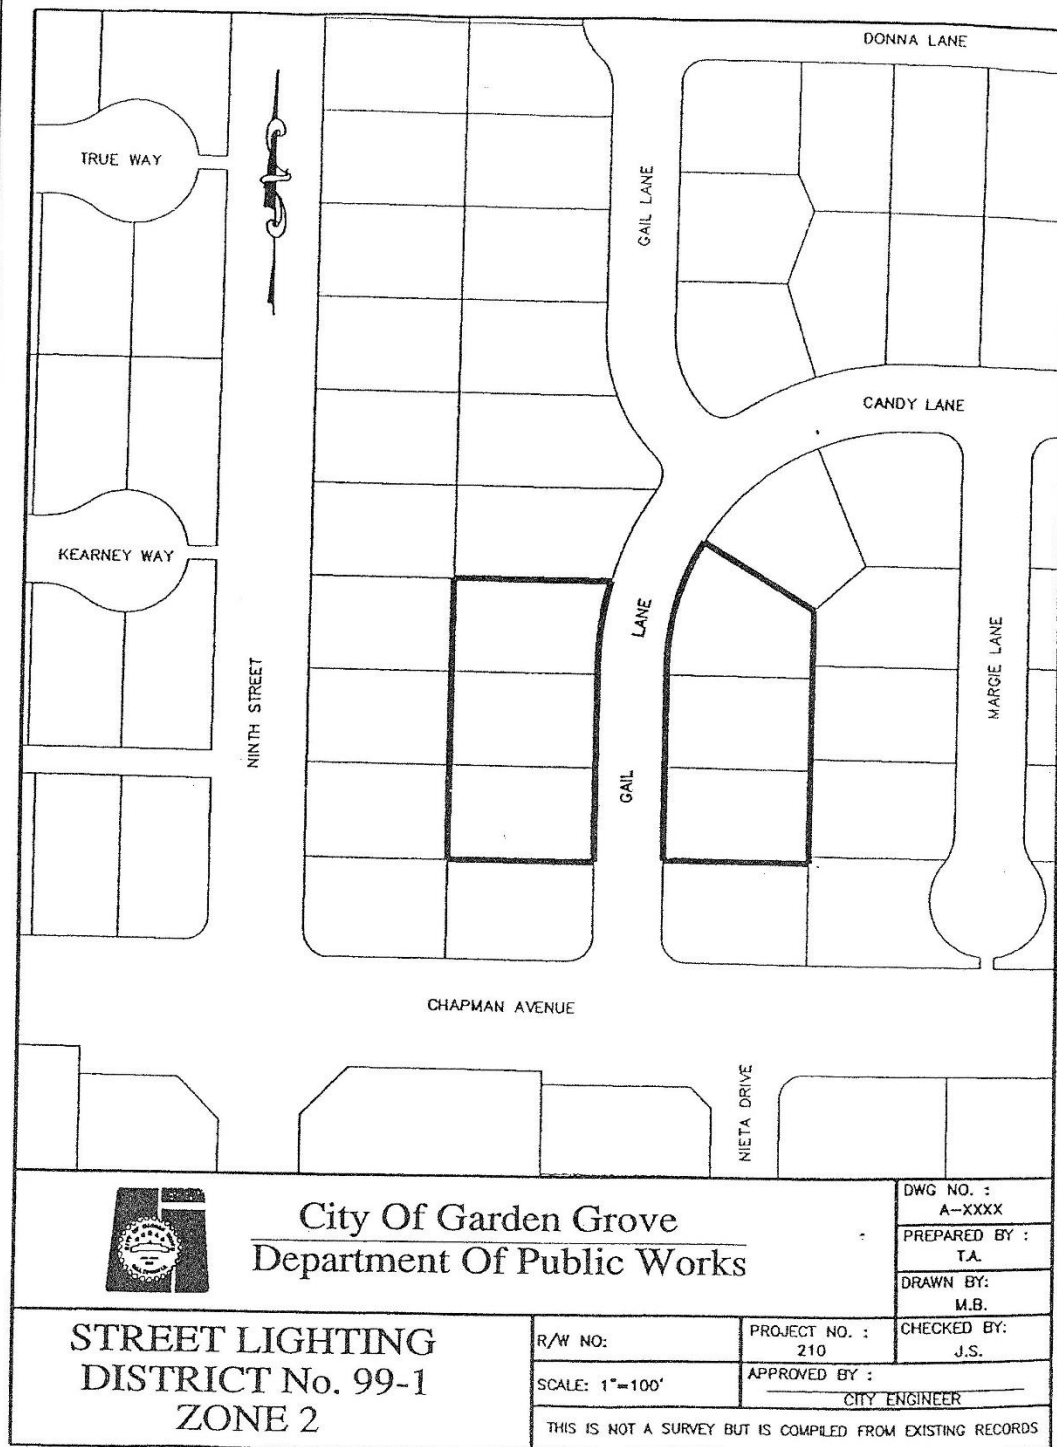 DONNA LANE
TRUE WAY
GAIL LANE
CANDY LANE
KEARNEY WAY
LANE
MARGIE LANE
NINTH STREET
GAIL
CHAPMAN AVENUE
NIETA DRIVE
City Of Garden Grove
Department Of Public Works
DWG NO. :
A-XXXX
PREPARED BY :
T.A.
DRAWN BY:
M.B.
STREET LIGHTING
DISTRICT No. 99-1
ZONE 2
R/W NO:
PROJECT NO. :
210
CHECKED BY:
J.S.
SCALE: 1"=100'
APPROVED BY :
CITY ENGINEER
THIS IS NOT A SURVEY BUT IS COMPILED FROM EXISTING RECORDS